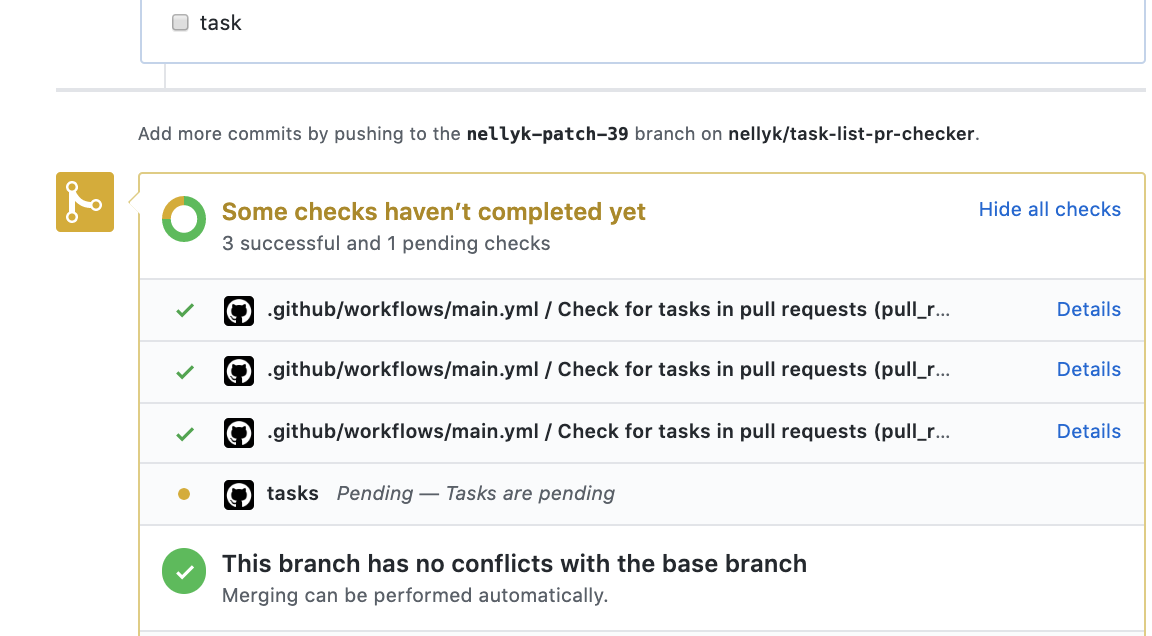 task
Add more commits by pushing to the nellyk-patch-39 branch on nellyk/task-list-pr-checker.
Some checks haven’t completed yet
Hide all checks
3 successful and 1 pending checks
.github/workflows/main.yml / Check for tasks in pull requests (pull_r...
Details
.github/workflows/main.yml / Check for tasks in pull requests (pull_r...
Details
.github/workflows/main.yml / Check for tasks in pull requests (pull_r...
Details
tasks Pending — Tasks are pending
This branch has no conflicts with the base branch
Merging can be performed automatically.